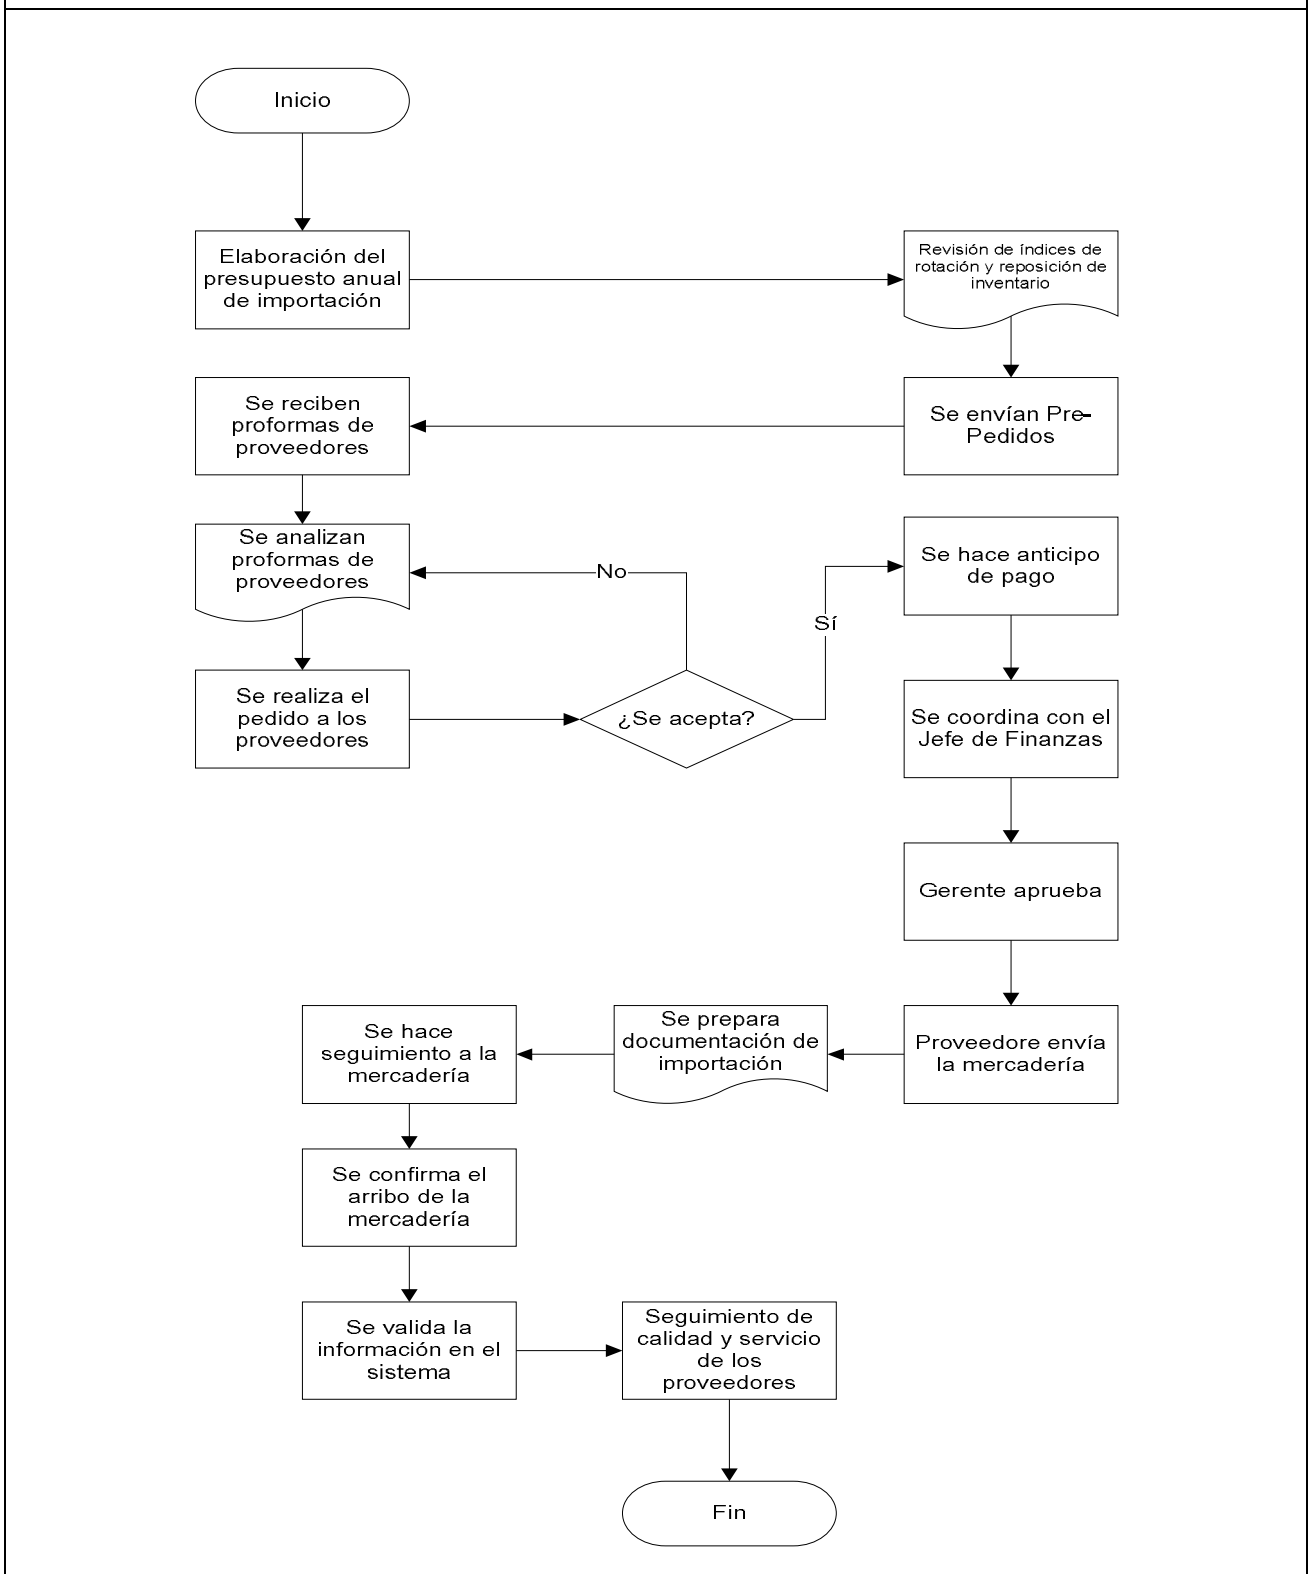 Inicio
Elaboración del
presupuesto anual
de importación
Revisión de índices de
rotación y reposición de
inventario
Se envían Pre-
Pedidos
Se reciben
proformas de
proveedores
Se analizan
proformas de
proveedores
No
Se realiza el
pedido a los
proveedores
¿Se acepta?
Sí
Se hace anticipo
de pago
Se coordina con el
Jefe de Finanzas
Gerente aprueba
Proveedore envía
la mercadería
Se prepara
documentación de
importación
Se hace
seguimiento a la
mercadería
Se confirma el
arribo de la
mercadería
Se valida la
información en el
sistema
Seguimiento de
calidad y servicio
de los
proveedores
Fin